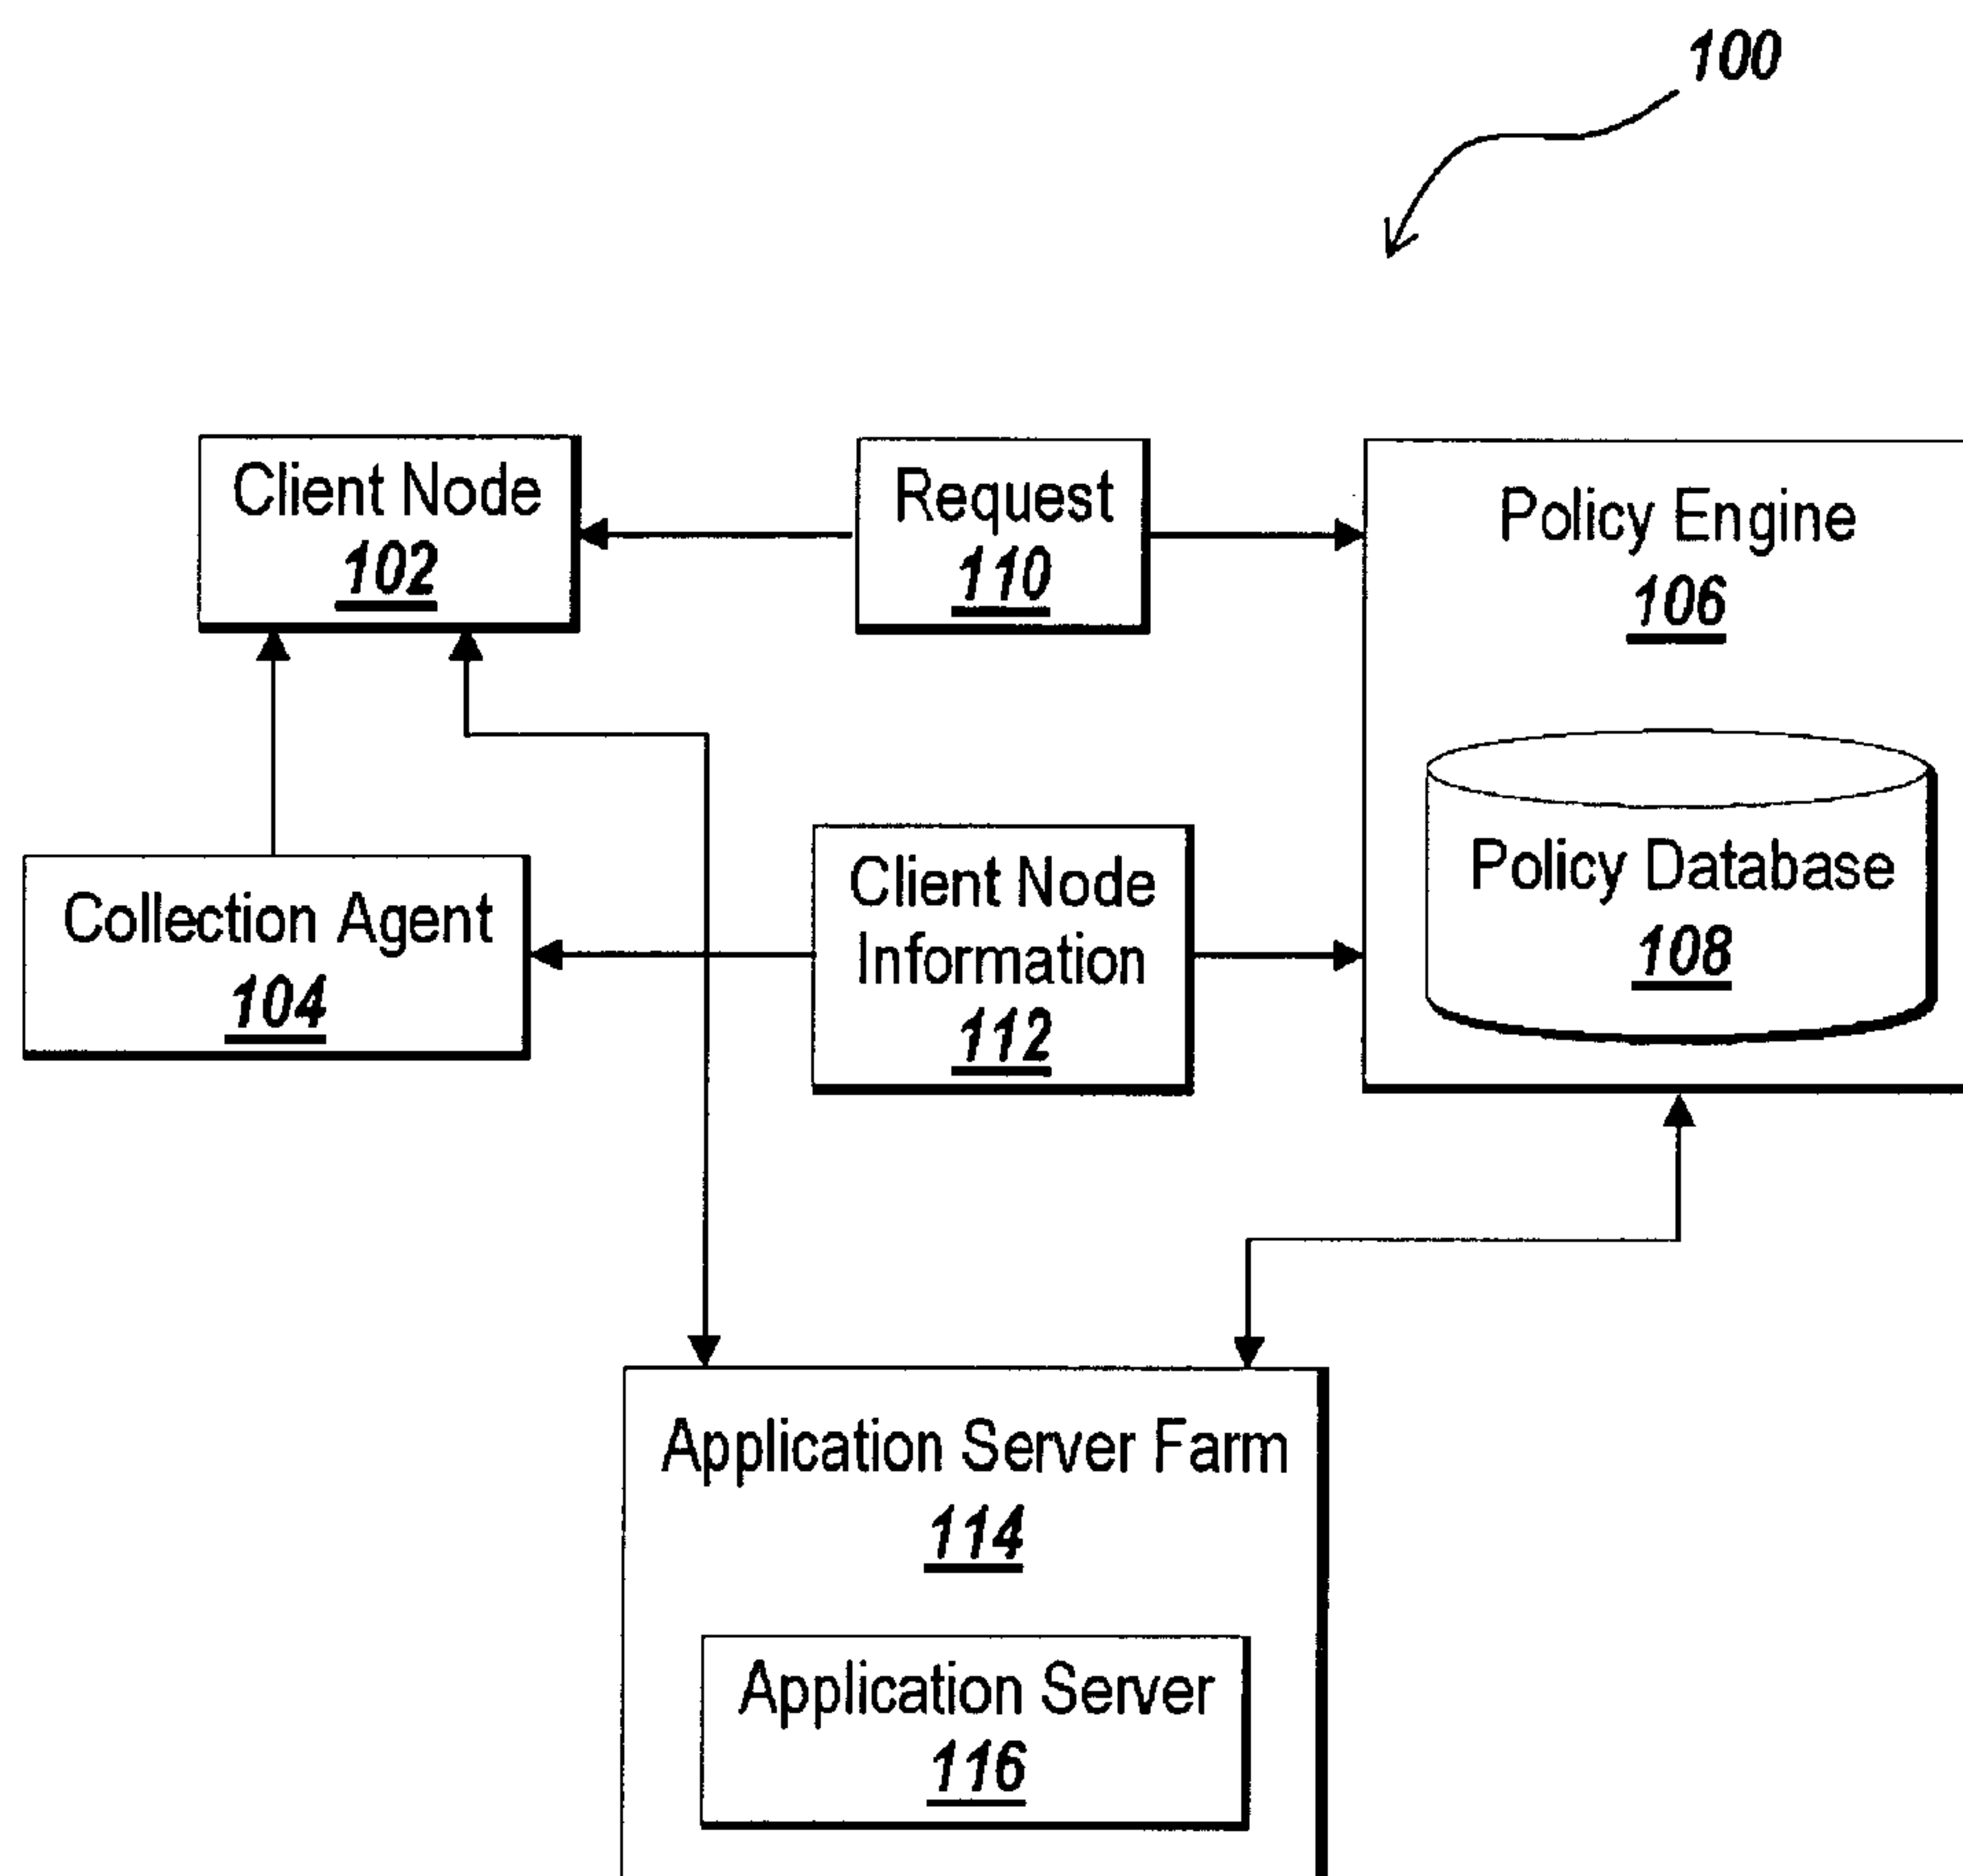 100
Client Node
102
Request
110
Policy Engine
106
Policy Database
108
Collection Agent
104
Client Node
Information
112
Application Server Farm
114
Application Server
116